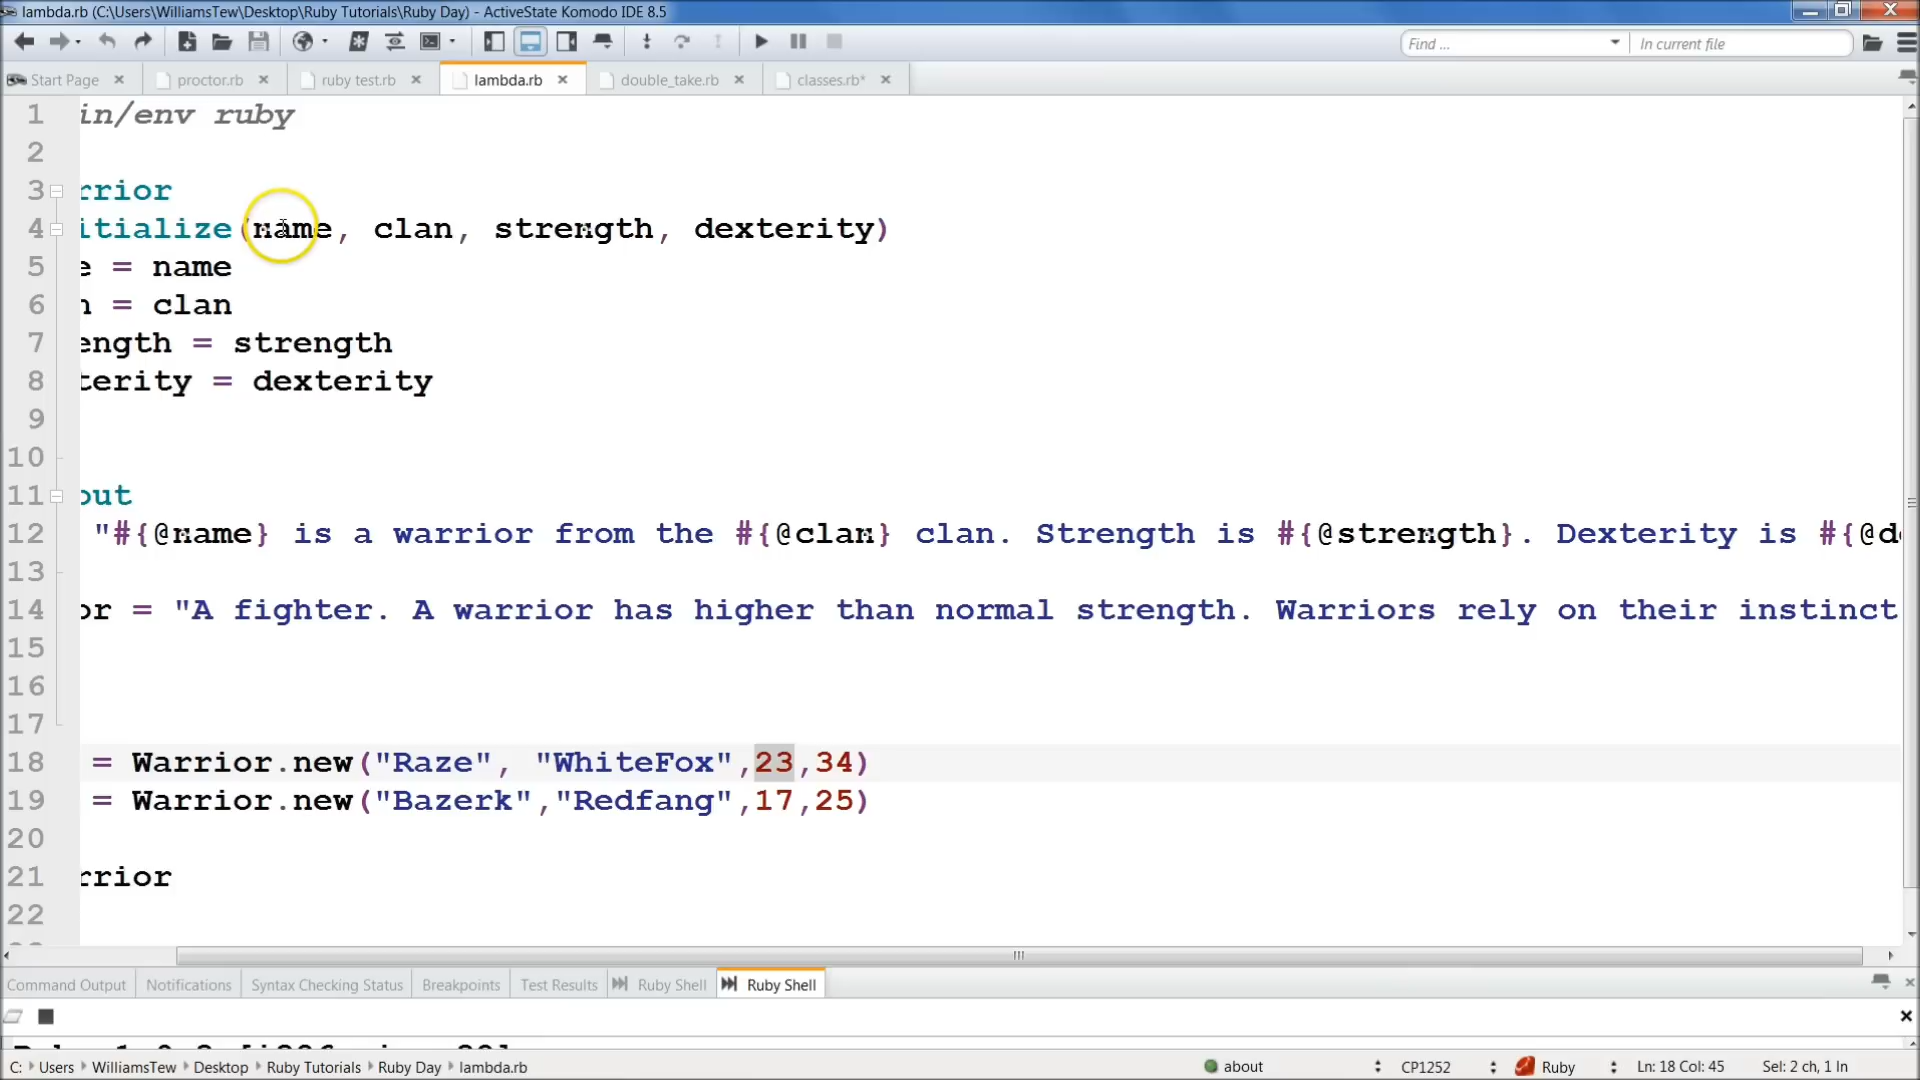 lambda.rb (C:\Users\WilliamsTew\Desktop\Ruby Tutorials\Ruby Day) - ActiveState Komodo IDE 8.5
Find ... In current file
Start Page proctor.rb ruby test.rb lambda.rb double_take.rb classes.rb*
1 in/env ruby
2
3 rrior
4 itialize(name, clan, strength, dexterity)
5 e = name
6 n = clan
7 ength = strength
8 terity = dexterity
9
10
11 out
12 "#{@name} is a warrior from the #{@clan} clan. Strength is #{@strength}. Dexterity is #{@d
13
14 or = "A fighter. A warrior has higher than normal strength. Warriors rely on their instinct
15
16
17
18 = Warrior.new("Raze", "WhiteFox",23,34)
19 = Warrior.new("Bazerk","Redfang",17,25)
20
21 rrior
22
Command Output Notifications Syntax Checking Status Breakpoints Test Results Ruby Shell Ruby Shell
C: Users WilliamsTew Desktop Ruby Tutorials Ruby Day lambda.rb about CP1252 Ruby Ln: 18 Col: 45 Sel: 2 ch, 1 ln